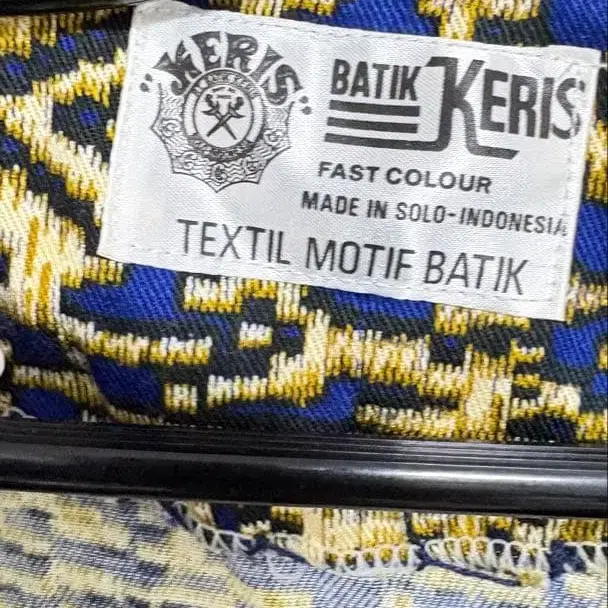 "KERIS"
BATIK KERIS
FAST COLOUR
MADE IN SOLO-INDONESIA
TEXTIL MOTIF BATIK